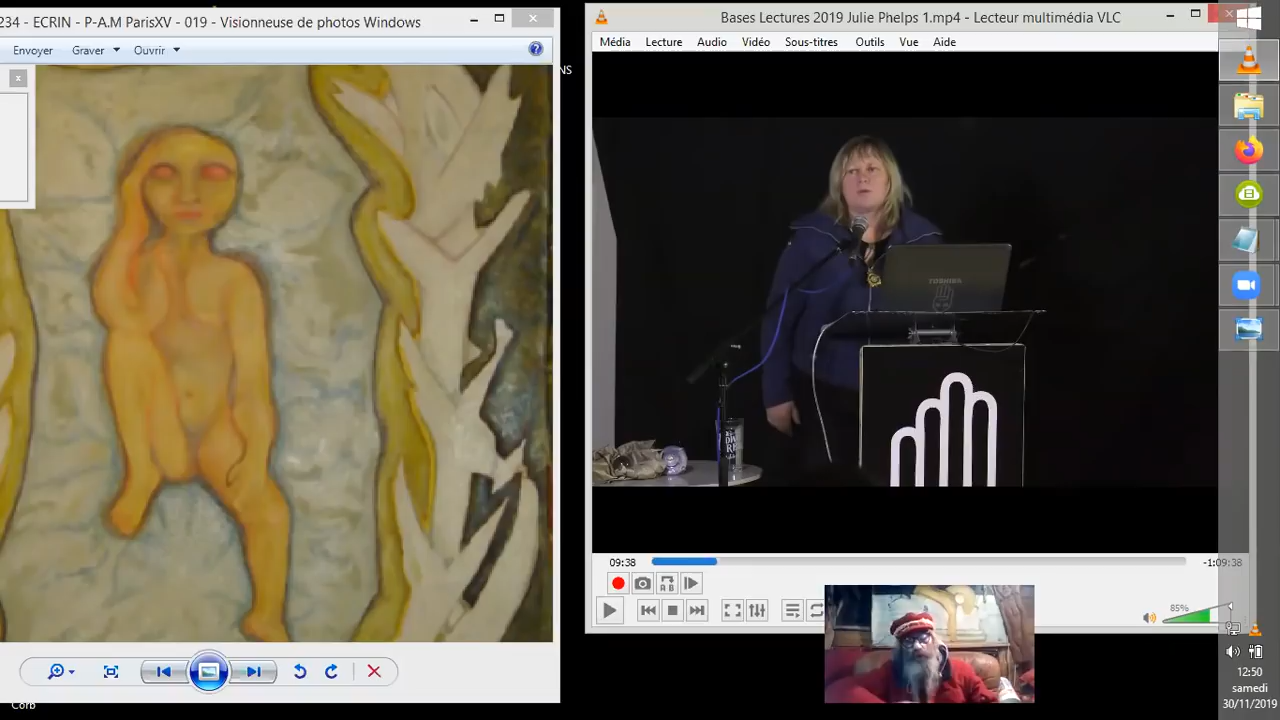 234 - ECRIN - P-A-M ParisXV - 019 - Visionneuse de photos Windows
Envoyer Graver Ouvrir
NS
Corb
Bases Lectures 2019 Julie Phelps 1.mp4 - Lecteur multimédia VLC
Média Lecture Audio Vidéo Sous-titres Outils Vue Aide
TOSHIBA
09:38
-1:09:38
A B
85%
12:50
samedi
30/11/2019